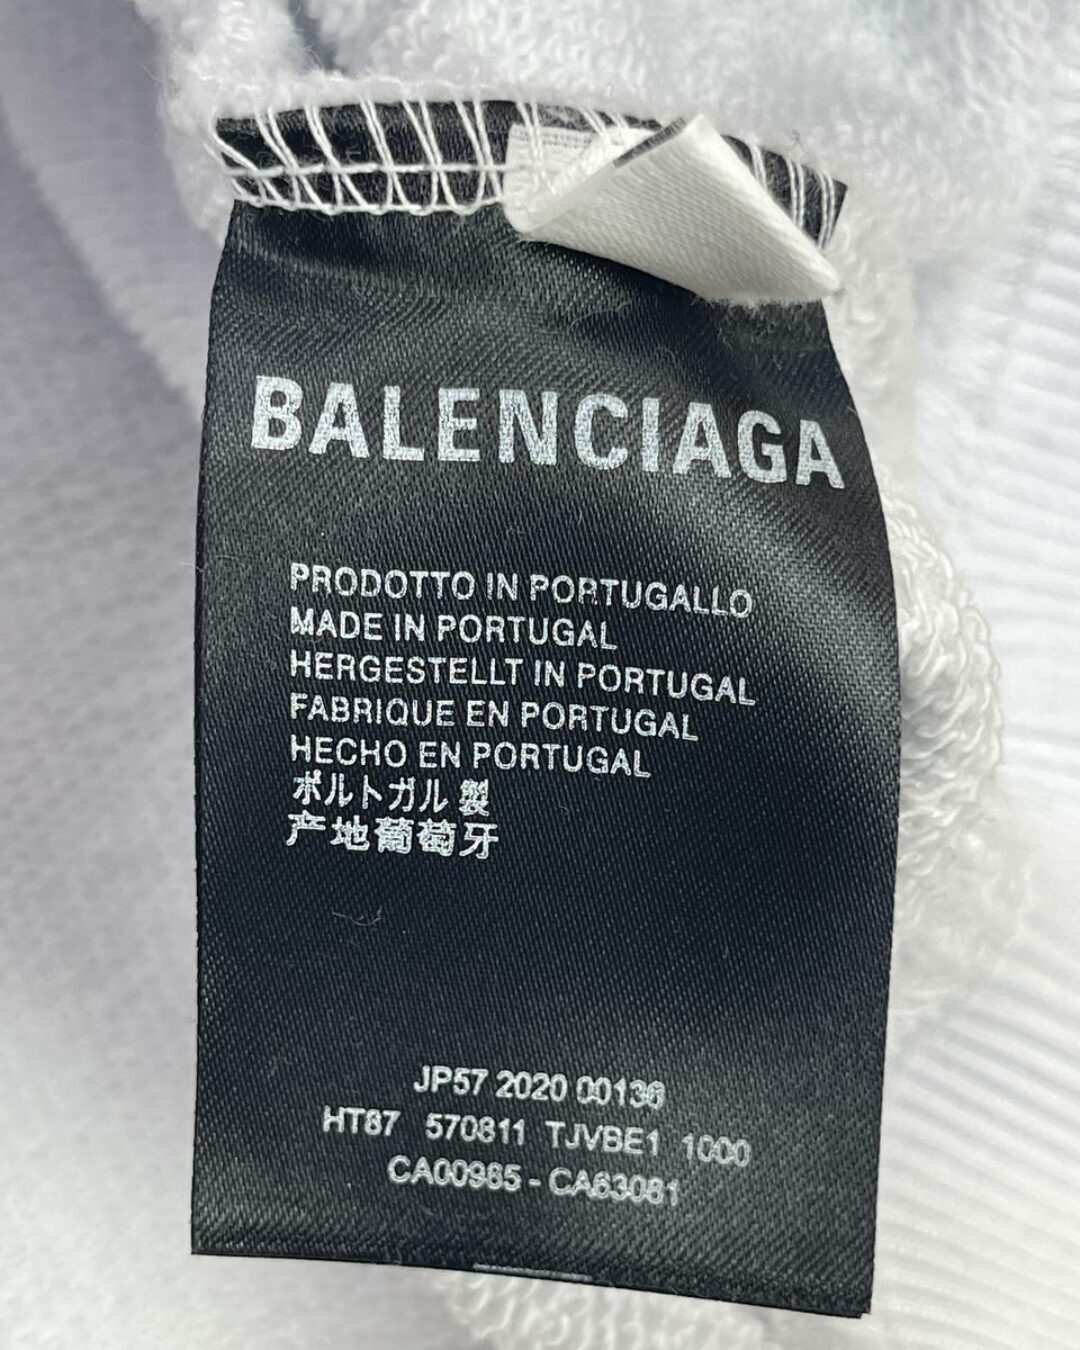 BALENCIAGA
PRODOTTO IN PORTUGALLO
MADE IN PORTUGAL
HERGESTELLT IN PORTUGAL
FABRIQUE EN PORTUGAL
HECHO EN PORTUGAL
ポルトガル 製
产地葡萄牙
JP57 2020 00136
HT87 570811 TJVBE1 1000
CA00985 - CA63081